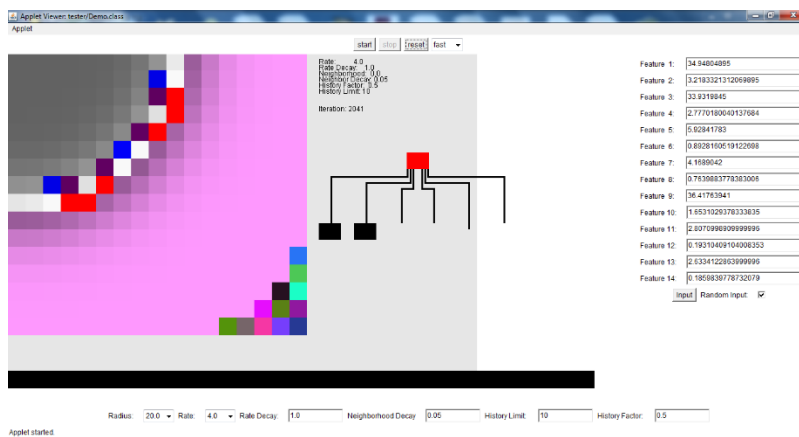 Applet Viewer: tester/Demo.class
Applet
start stop reset fast
Rate: 4.0
Rate Decay: 1.0
Neighborhood: 0.0
Neighbor Decay: 0.05
History Factor: 0.5
History Limit: 10
Iteration: 2041
Feature 1: 34.94804895
Feature 2: 3.2183321312069895
Feature 3: 33.9319845
Feature 4: 2.7770180040137684
Feature 5: 5.92841783
Feature 6: 0.8928160519122698
Feature 7: 4.1689042
Feature 8: 0.7639883778383006
Feature 9: 36.41763941
Feature 10: 1.6531029378333835
Feature 11: 2.8070998909999996
Feature 12: 0.19310409104008353
Feature 13: 2.6334122863999996
Feature 14: 0.1859839778732079
Input Random input:
Radius: 20.0 Rate: 4.0 Rate Decay: 1.0 Neighborhood Decay 0.05 History Limit: 10 History Factor: 0.5
Applet started.